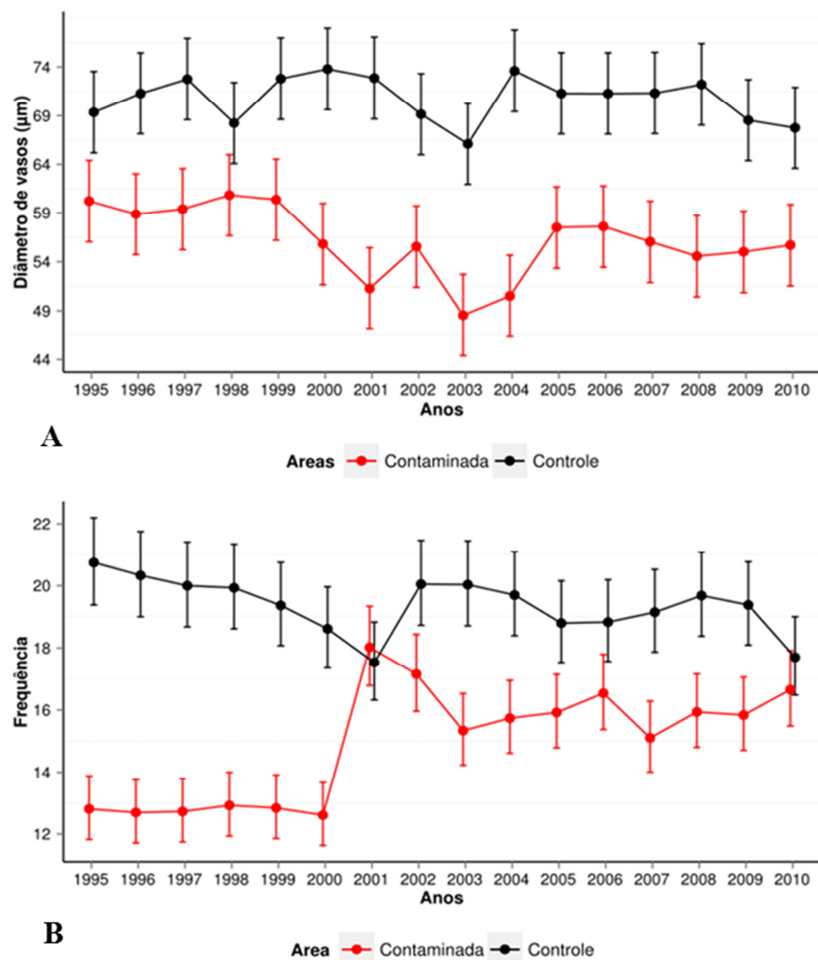 Diâmetro de vasos (µm)
74
69
64
59
54
49
44
1995 1996 1997 1998 1999 2000 2001 2002 2003 2004 2005 2006 2007 2008 2009 2010
Anos
A
Areas Contaminada Controle
Frequência
22
20
18
16
14
12
1995 1996 1997 1998 1999 2000 2001 2002 2003 2004 2005 2006 2007 2008 2009 2010
Anos
B
Area Contaminada Controle